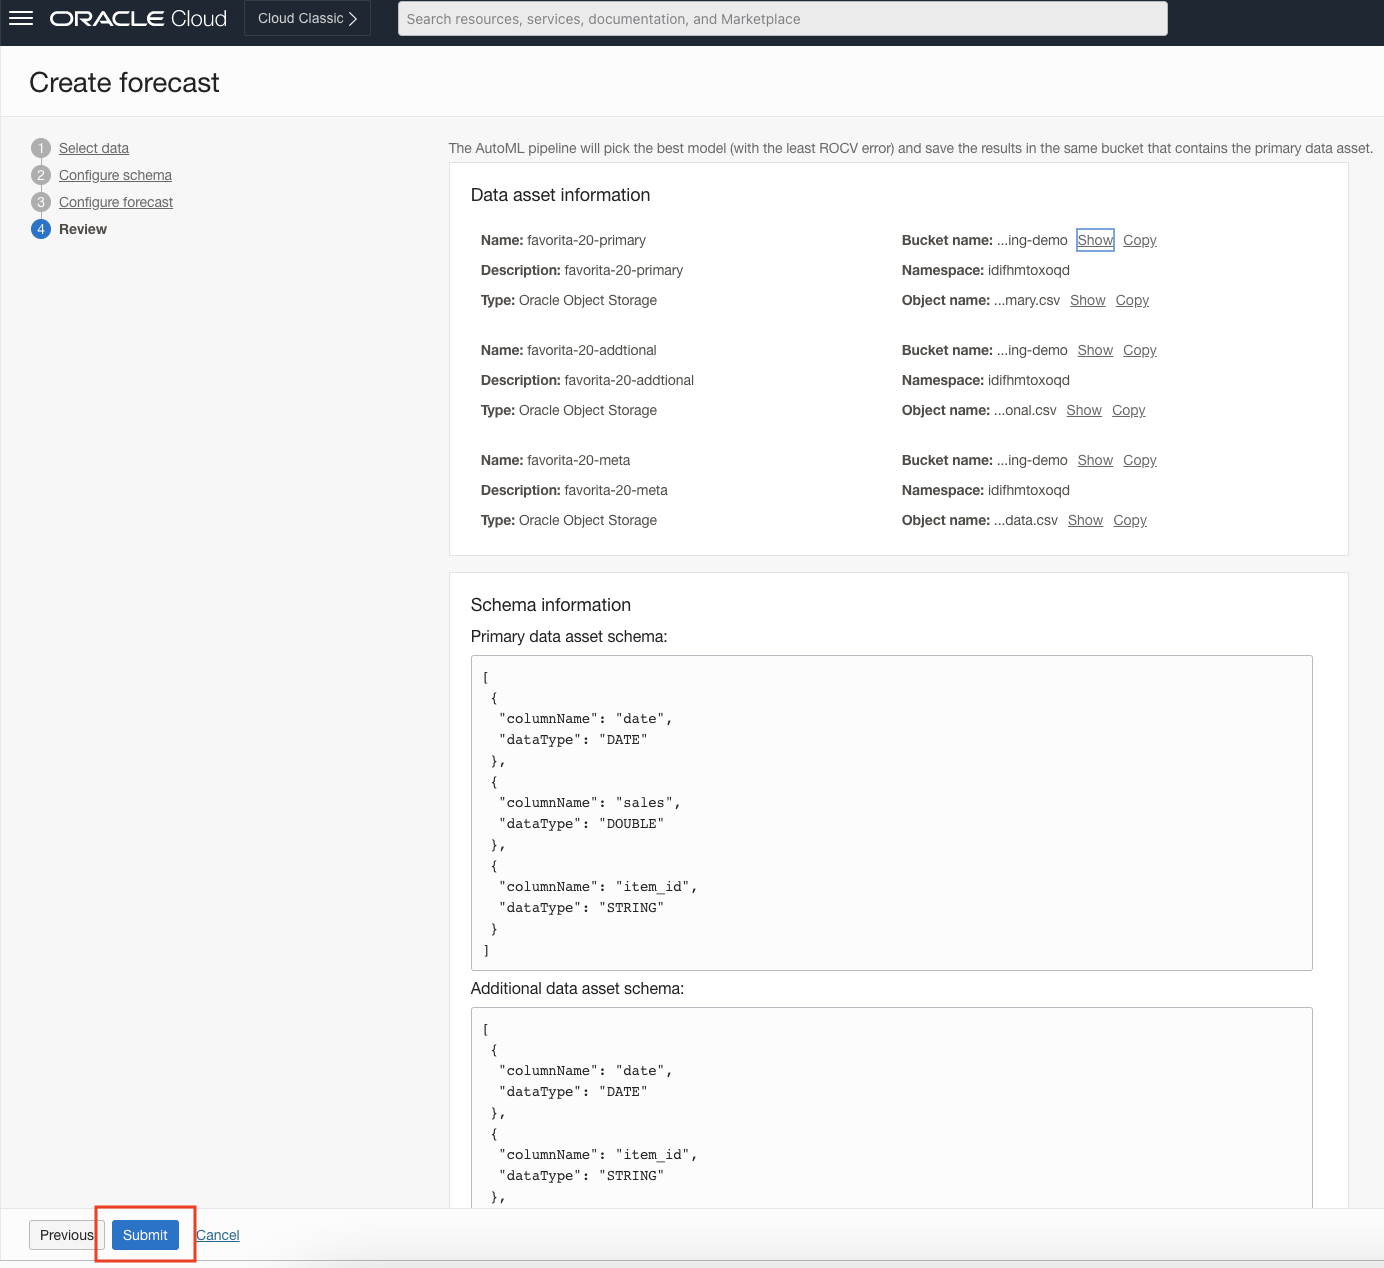 ORACLE Cloud
Cloud Classic
Search resources, services, documentation, and Marketplace
Create forecast
1 Select data
2 Configure schema
3 Configure forecast
4 Review
The AutoML pipeline will pick the best model (with the least ROCV error) and save the results in the same bucket that contains the primary data asset.
Data asset information
Name: favorita-20-primary
Bucket name: ...ing-demo Show Copy
Description: favorita-20-primary
Namespace: idifhmtoxoqd
Type: Oracle Object Storage
Object name: ...mary.csv Show Copy
Name: favorita-20-addtional
Bucket name: ...ing-demo Show Copy
Description: favorita-20-addtional
Namespace: idifhmtoxoqd
Type: Oracle Object Storage
Object name: ...onal.csv Show Copy
Name: favorita-20-meta
Bucket name: ...ing-demo Show Copy
Description: favorita-20-meta
Namespace: idifhmtoxoqd
Type: Oracle Object Storage
Object name: ...data.csv Show Copy
Schema information
Primary data asset schema:
[
{
"columnName": "date",
"dataType": "DATE"
},
{
"columnName": "sales",
"dataType": "DOUBLE"
},
{
"columnName": "item_id",
"dataType": "STRING"
}
]
Additional data asset schema:
[
{
"columnName": "date",
"dataType": "DATE"
},
{
"columnName": "item_id",
"dataType": "STRING"
},
Previous
Submit
Cancel